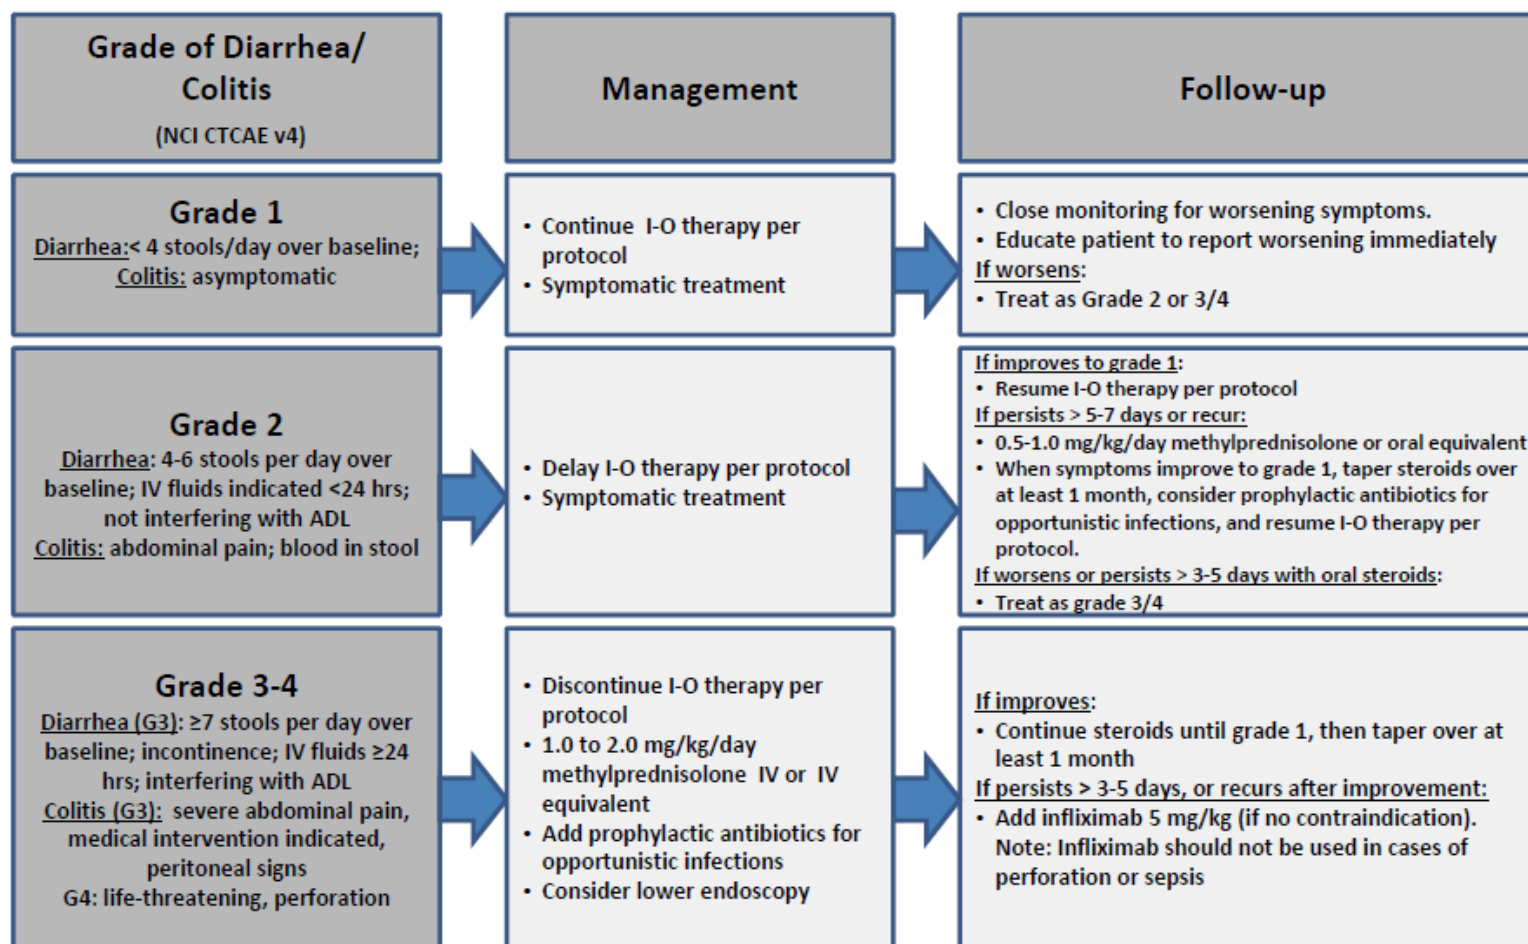 Grade of Diarrhea/
Colitis
(NCI CTCAE v4)
Management
Follow-up
Grade 1
Diarrhea:< 4 stools/day over baseline;
Colitis: asymptomatic
• Continue I-O therapy per
protocol
• Symptomatic treatment
• Close monitoring for worsening symptoms.
• Educate patient to report worsening immediately
If worsens:
• Treat as Grade 2 or 3/4
Grade 2
Diarrhea: 4-6 stools per day over
baseline; IV fluids indicated <24 hrs;
not interfering with ADL
Colitis: abdominal pain; blood in stool
• Delay I-O therapy per protocol
• Symptomatic treatment
If improves to grade 1:
• Resume I-O therapy per protocol
If persists > 5-7 days or recur:
• 0.5-1.0 mg/kg/day methylprednisolone or oral equivalent
• When symptoms improve to grade 1, taper steroids over
at least 1 month, consider prophylactic antibiotics for
opportunistic infections, and resume I-O therapy per
protocol.
If worsens or persists > 3-5 days with oral steroids:
• Treat as grade 3/4
Grade 3-4
Diarrhea (G3): ≥7 stools per day over
baseline; incontinence; IV fluids ≥24
hrs; interfering with ADL
Colitis (G3): severe abdominal pain,
medical intervention indicated,
peritoneal signs
G4: life-threatening, perforation
• Discontinue I-O therapy per
protocol
• 1.0 to 2.0 mg/kg/day
methylprednisolone IV or IV
equivalent
• Add prophylactic antibiotics for
opportunistic infections
• Consider lower endoscopy
If improves:
• Continue steroids until grade 1, then taper over at
least 1 month
If persists > 3-5 days, or recurs after improvement:
• Add infliximab 5 mg/kg (if no contraindication).
Note: Infliximab should not be used in cases of
perforation or sepsis